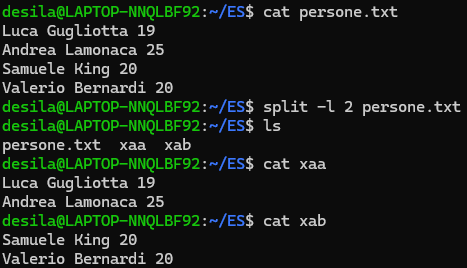 desila@LAPTOP-NNQLBF92:~/ES$ cat persone.txt
Luca Gugliotta 19
Andrea Lamonaca 25
Samuele King 20
Valerio Bernardi 20
desila@LAPTOP-NNQLBF92:~/ES$ split -l 2 persone.txt
desila@LAPTOP-NNQLBF92:~/ES$ ls
persone.txt  xaa  xab
desila@LAPTOP-NNQLBF92:~/ES$ cat xaa
Luca Gugliotta 19
Andrea Lamonaca 25
desila@LAPTOP-NNQLBF92:~/ES$ cat xab
Samuele King 20
Valerio Bernardi 20